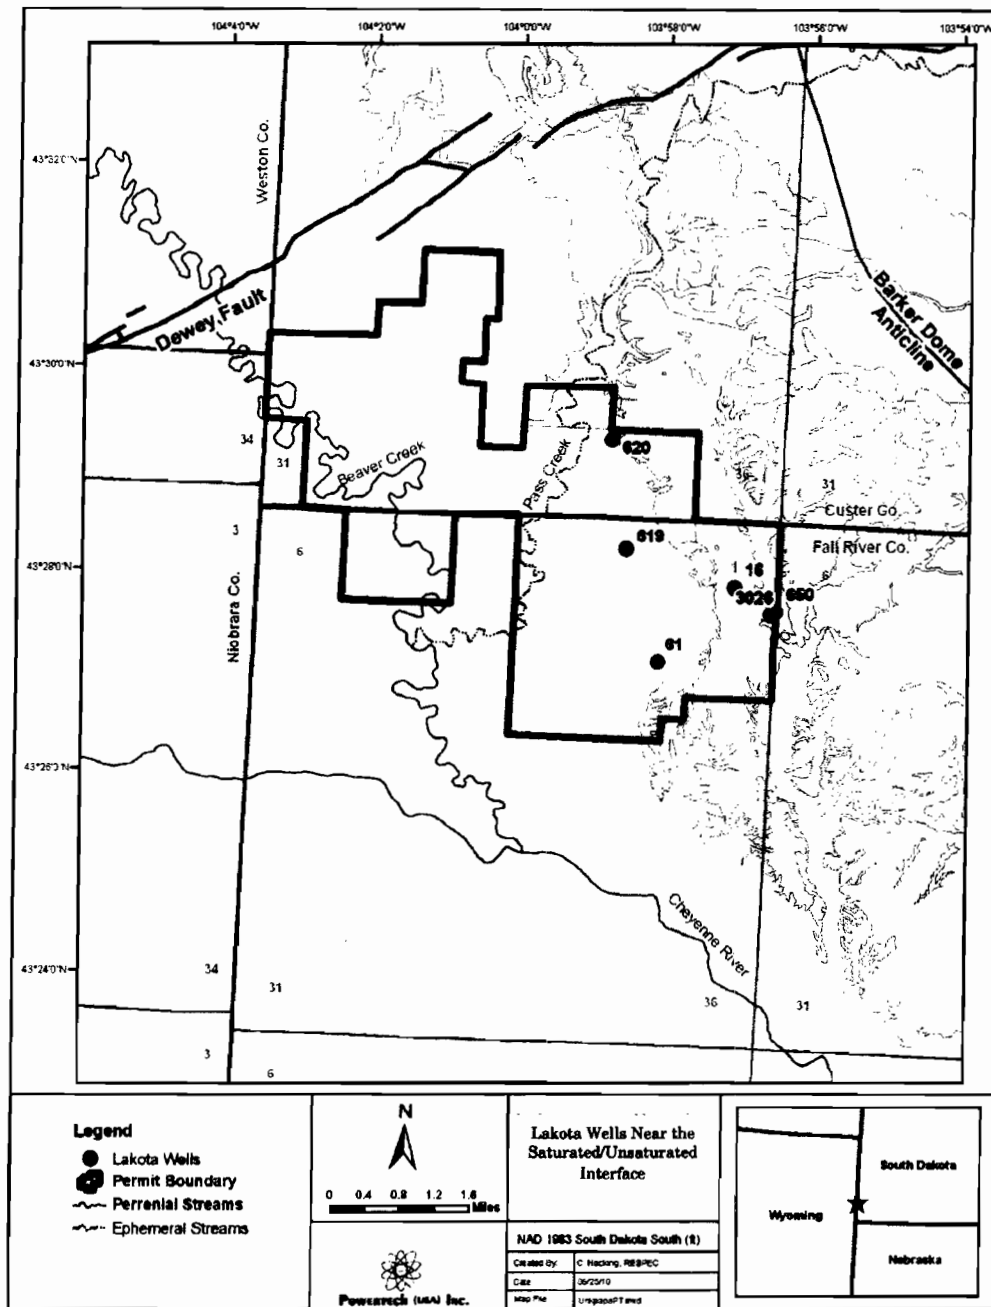 104°4'0"W
104°2'0"W
104°0'0"W
103°58'0"W
103°56'0"W
103°54'0"W
43°32'0"N
Weston Co.
Dewey Fault
Barker Dome
Anticline
43°30'0"N
34
31
Beaver Creek
Pass Creek
620
31
Custer Co.
Fall River Co.
3
6
619
43°28'0"N
1
16
6
3026
650
Niobrara Co.
61
43°26'0"N
Cheyenne River
43°24'0"N
34
31
36
31
3
6
Legend
Lakota Wells
Permit Boundary
Perrenial Streams
Ephemeral Streams
N
0 0.4 0.8 1.2 1.6
Miles
Powertech (USA) Inc.
Lakota Wells Near the
Saturated/Unsaturated
Interface
NAD 1983 South Dakota South (ft)
Created By: C. Hocking, RESPEC
Date
Map File
South Dakota
Wyoming
Nebraska